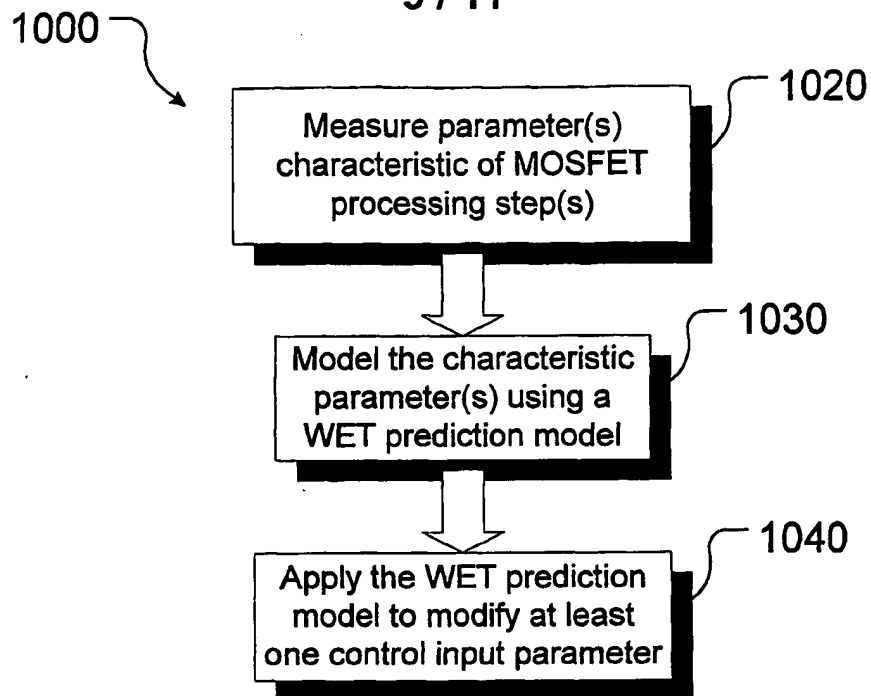 1000
1020
Measure parameter(s)
characteristic of MOSFET
processing step(s)
1030
Model the characteristic
parameter(s) using a
WET prediction model
1040
Apply the WET prediction
model to modify at least
one control input parameter